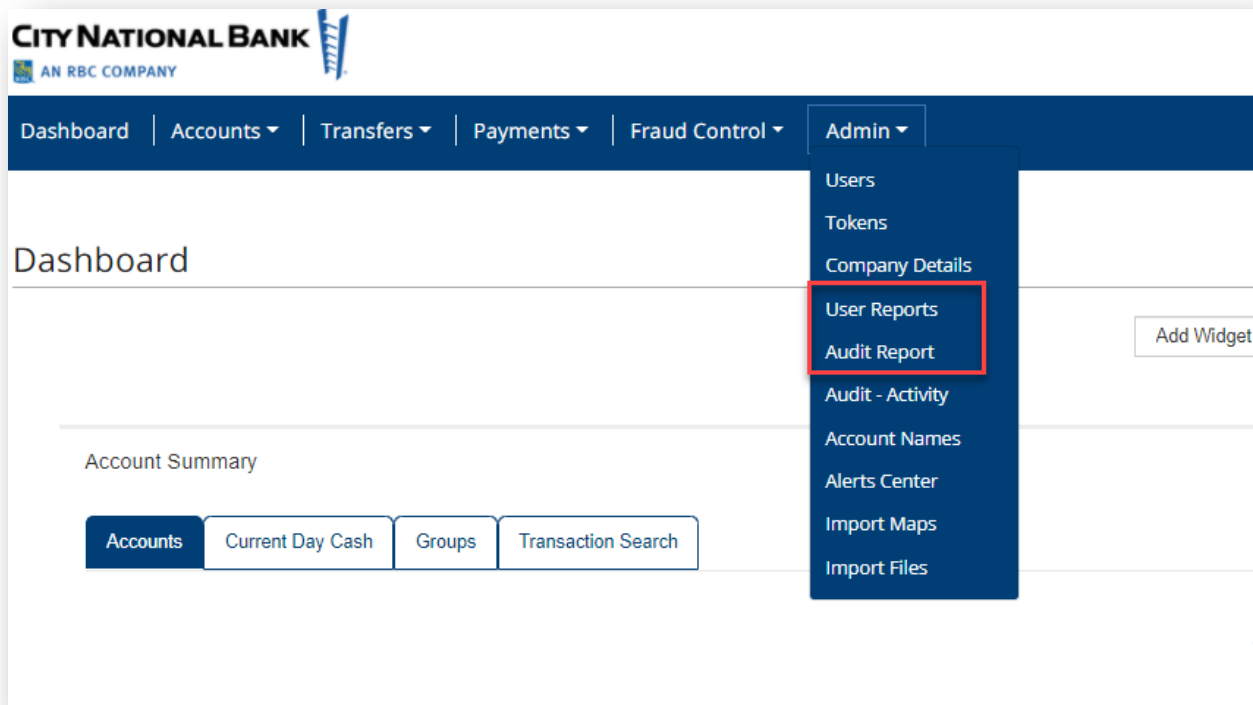 CITY NATIONAL BANK
RBC AN RBC COMPANY
Dashboard Accounts Transfers Payments Fraud Control Admin
Users
Tokens
Company Details
User Reports
Audit Report
Audit - Activity
Account Names
Alerts Center
Import Maps
Import Files
Dashboard
Add Widget
Account Summary
Accounts Current Day Cash Groups Transaction Search